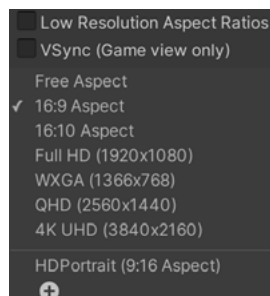 Low Resolution Aspect Ratios
VSync (Game view only)
Free Aspect
16:9 Aspect
16:10 Aspect
Full HD (1920x1080)
WXGA (1366x768)
QHD (2560x1440)
4K UHD (3840x2160)
HDPortrait (9:16 Aspect)